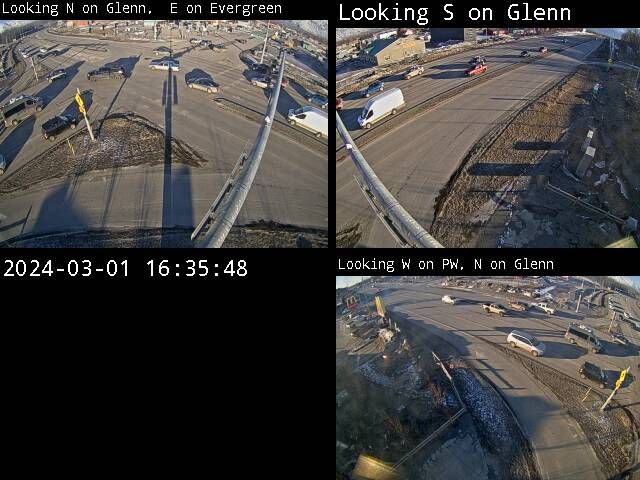 Looking N on Glenn,  E on Evergreen
Looking S on Glenn
2024-03-01 16:35:48
Looking W on PW, N on Glenn